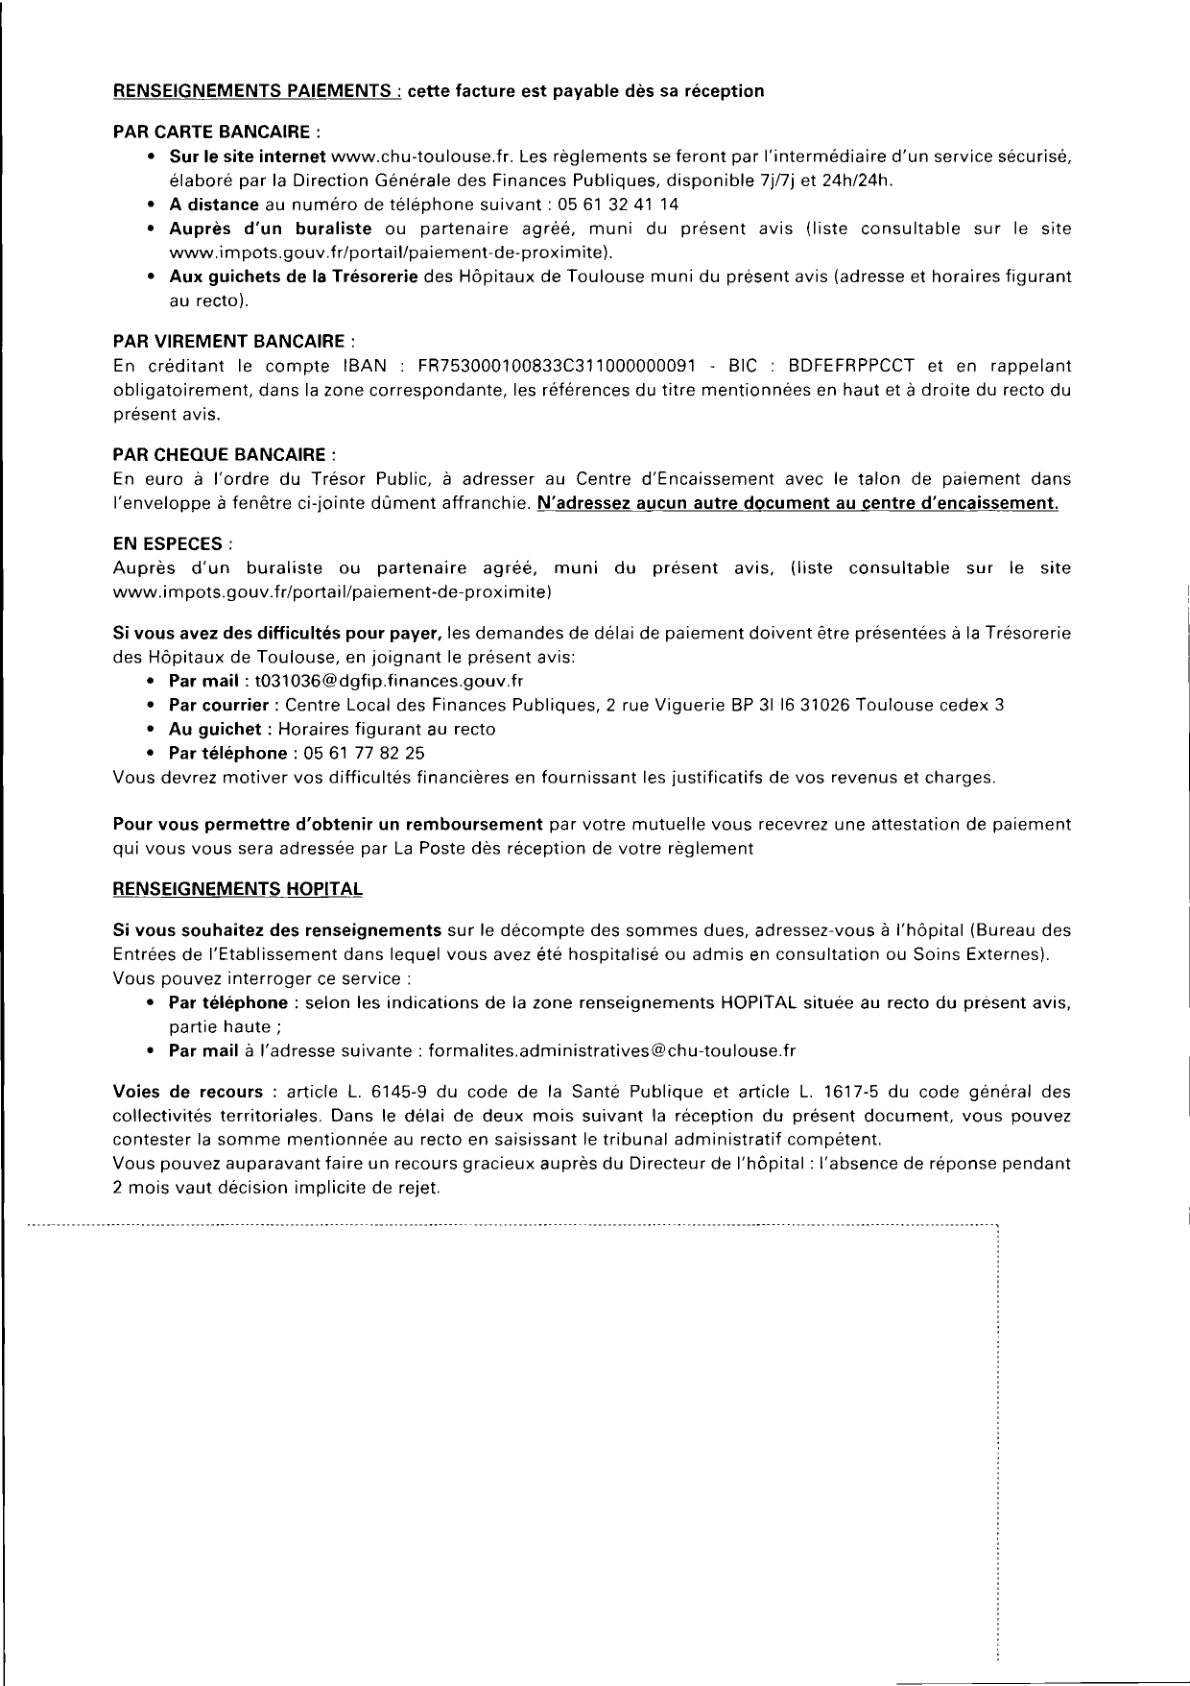 RENSEIGNEMENTS PAIEMENTS : cette facture est payable dès sa réception
PAR CARTE BANCAIRE :
• Sur le site internet www.chu-toulouse.fr. Les règlements se feront par l'intermédiaire d'un service sécurisé,
élaboré par la Direction Générale des Finances Publiques, disponible 7j/7j et 24h/24h.
• A distance au numéro de téléphone suivant : 05 61 32 41 14
• Auprès d'un buraliste ou partenaire agréé, muni du présent avis (liste consultable sur le site
www.impots.gouv.fr/portail/paiement-de-proximite).
• Aux guichets de la Trésorerie des Hôpitaux de Toulouse muni du présent avis (adresse et horaires figurant
au recto).
PAR VIREMENT BANCAIRE :
En créditant le compte IBAN : FR753000100833C311000000091 - BIC : BDFEFRPPCCT et en rappelant
obligatoirement, dans la zone correspondante, les références du titre mentionnées en haut et à droite du recto du
présent avis.
PAR CHEQUE BANCAIRE :
En euro à l'ordre du Trésor Public, à adresser au Centre d'Encaissement avec le talon de paiement dans
l'enveloppe à fenêtre ci-jointe dûment affranchie. N'adressez aucun autre document au centre d'encaissement.
EN ESPECES :
Auprès d'un buraliste ou partenaire agréé, muni du présent avis, (liste consultable sur le site
www.impots.gouv.fr/portail/paiement-de-proximite)
Si vous avez des difficultés pour payer, les demandes de délai de paiement doivent être présentées à la Trésorerie
des Hôpitaux de Toulouse, en joignant le présent avis:
• Par mail : t031036@dgfip.finances.gouv.fr
• Par courrier : Centre Local des Finances Publiques, 2 rue Viguerie BP 3I I6 31026 Toulouse cedex 3
• Au guichet : Horaires figurant au recto
• Par téléphone : 05 61 77 82 25
Vous devrez motiver vos difficultés financières en fournissant les justificatifs de vos revenus et charges.
Pour vous permettre d'obtenir un remboursement par votre mutuelle vous recevrez une attestation de paiement
qui vous vous sera adressée par La Poste dès réception de votre règlement
RENSEIGNEMENTS HOPITAL
Si vous souhaitez des renseignements sur le décompte des sommes dues, adressez-vous à l'hôpital (Bureau des
Entrées de l'Etablissement dans lequel vous avez été hospitalisé ou admis en consultation ou Soins Externes).
Vous pouvez interroger ce service :
• Par téléphone : selon les indications de la zone renseignements HOPITAL située au recto du présent avis,
partie haute ;
• Par mail à l'adresse suivante : formalites.administratives@chu-toulouse.fr
Voies de recours : article L. 6145-9 du code de la Santé Publique et article L. 1617-5 du code général des
collectivités territoriales. Dans le délai de deux mois suivant la réception du présent document, vous pouvez
contester la somme mentionnée au recto en saisissant le tribunal administratif compétent.
Vous pouvez auparavant faire un recours gracieux auprès du Directeur de l'hôpital : l'absence de réponse pendant
2 mois vaut décision implicite de rejet.